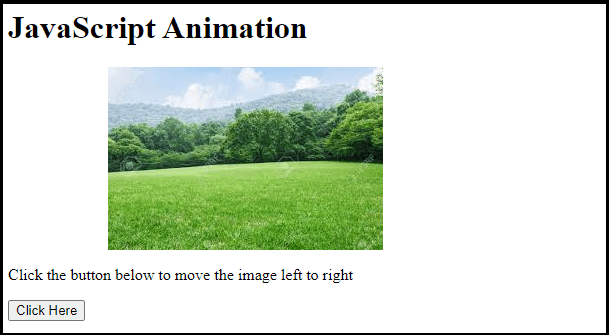 JavaScript Animation
Click the button below to move the image left to right
Click Here